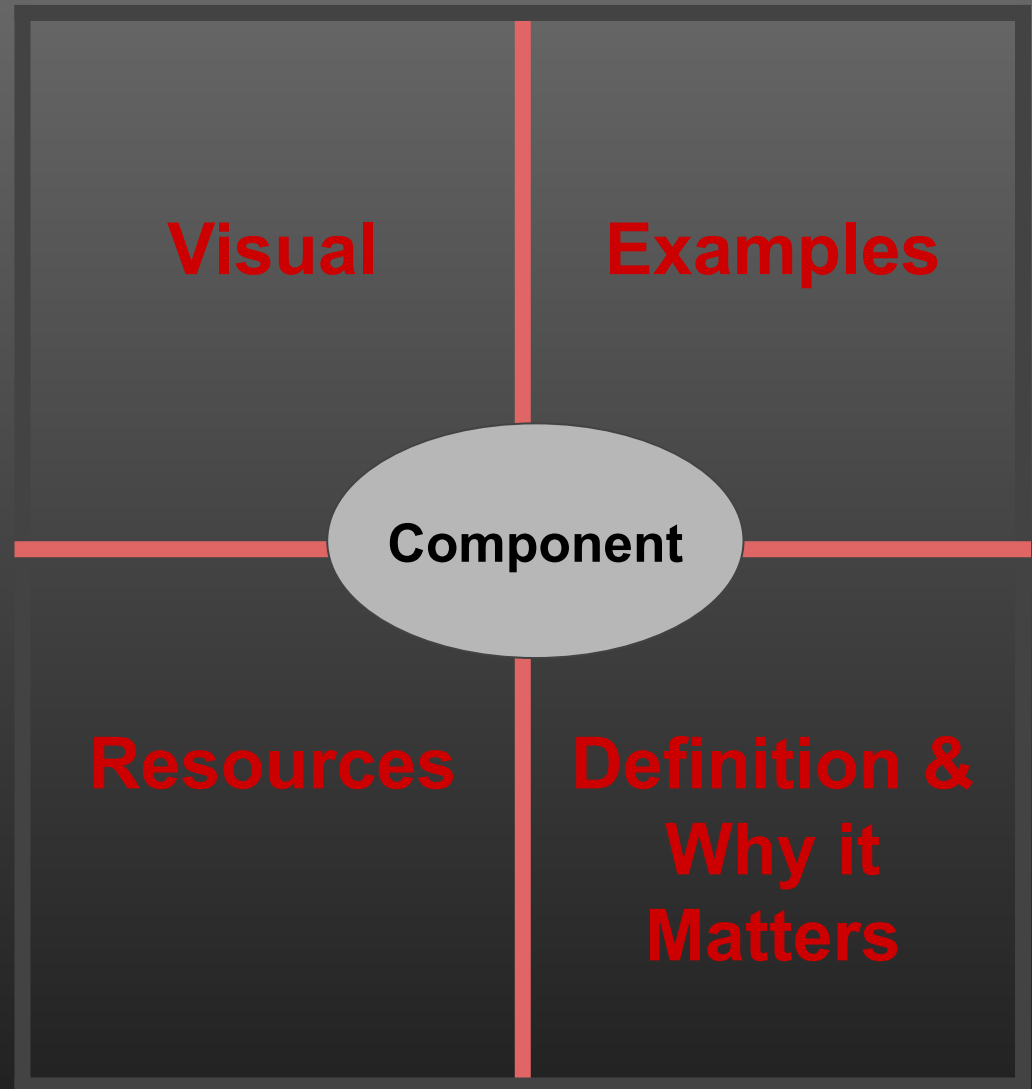 Visual
Examples
Component
Resources
Definition &
Why it
Matters